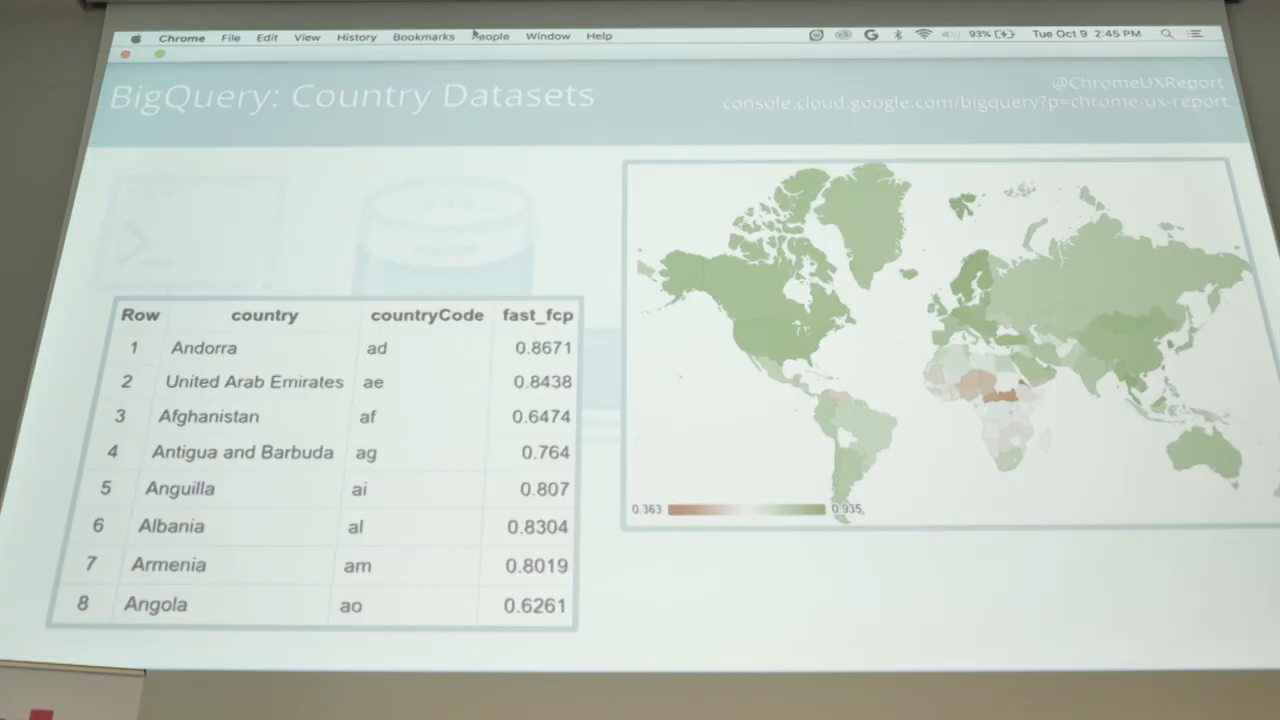 Chrome File Edit View History Bookmarks People Window Help 93% Tue Oct 9 2:45 PM
BigQuery: Country Datasets
@ChromeUXReport
console.cloud.google.com/bigquery?p=chrome-ux-report
Row country countryCode fast_fcp
1 Andorra ad 0.8671
2 United Arab Emirates ae 0.8438
3 Afghanistan af 0.6474
4 Antigua and Barbuda ag 0.764
5 Anguilla ai 0.807
6 Albania al 0.8304
7 Armenia am 0.8019
8 Angola ao 0.6261
0.363 0.935